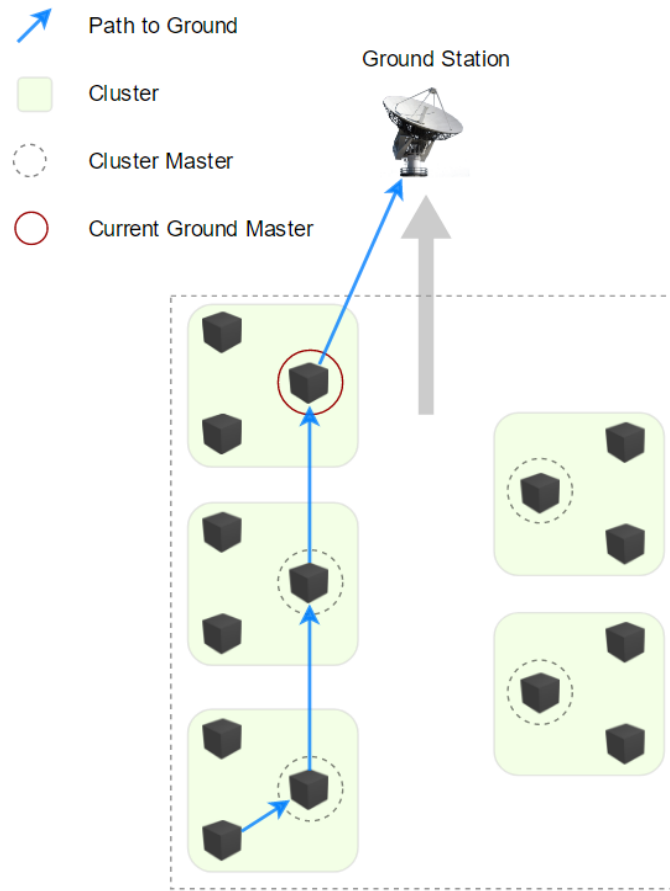 Path to Ground
Ground Station
Cluster
Cluster Master
Current Ground Master